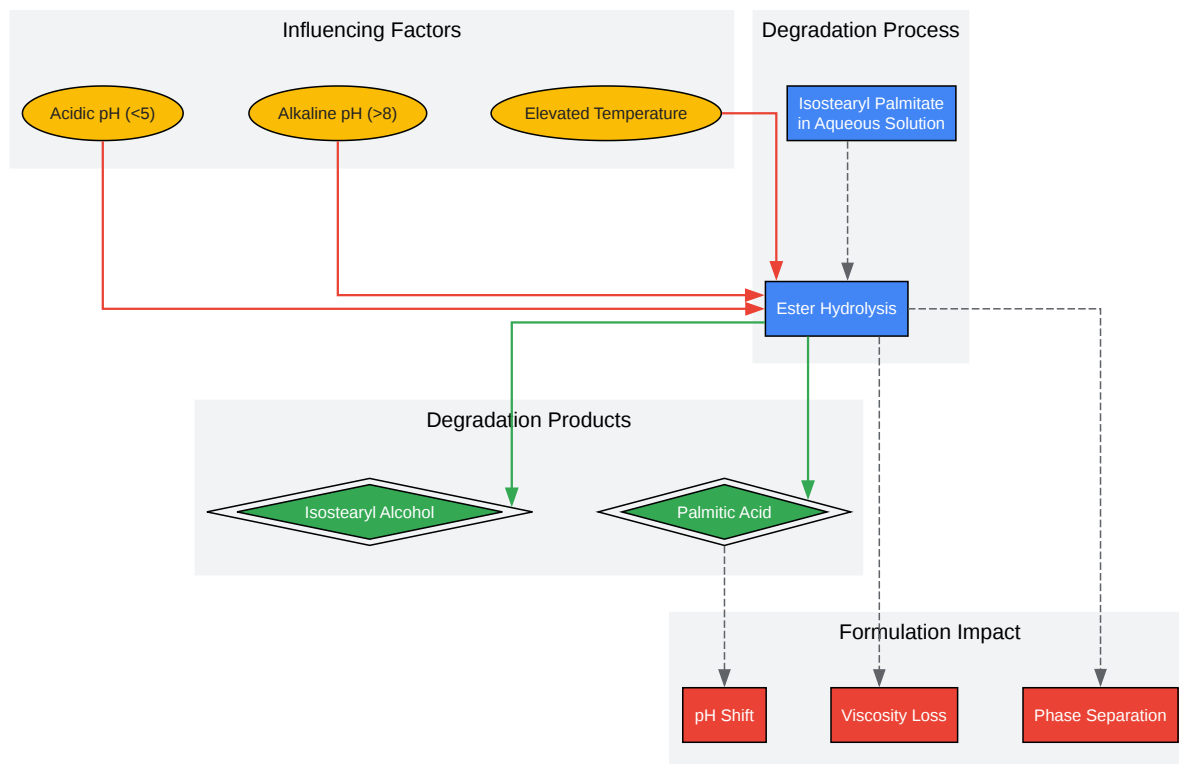 Influencing Factors
Degradation Process
Acidic pH (<5)
Alkaline pH (>8)
Elevated Temperature
Isostearyl Palmitate
in Aqueous Solution
Ester Hydrolysis
Degradation Products
Isostearyl Alcohol
Palmitic Acid
Formulation Impact
pH Shift
Viscosity Loss
Phase Separation